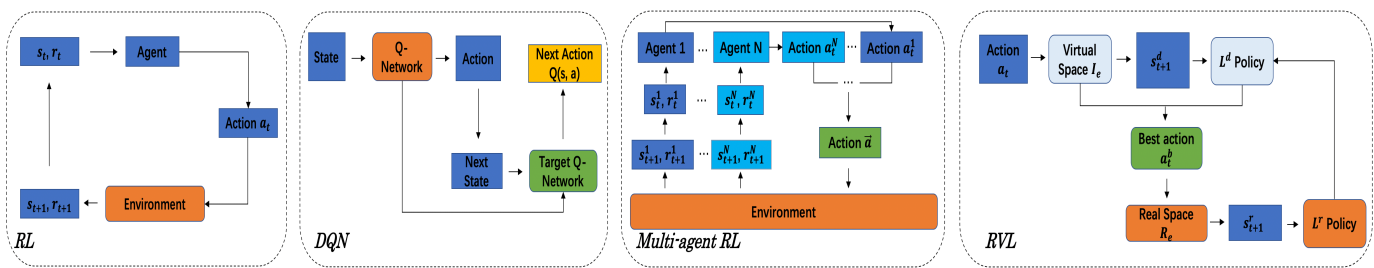 s_t, r_t
Agent
Action a_t
s_{t+1}, r_{t+1}
Environment
RL
State
Q-
Network
Action
Next Action
Q(s, a)
Next
State
Target Q-
Network
DQN
Agent 1
...
Agent N
Action a_t^N
...
Action a_t^1
s_t^1, r_t^1
...
s_t^N, r_t^N
...
s_{t+1}^1, r_{t+1}^1
...
s_{t+1}^N, r_{t+1}^N
Action \vec{a}
Environment
Multi-agent RL
Action
a_t
Virtual
Space I_e
s_{t+1}^d
L^d Policy
Best action
a_t^b
Real Space
R_e
s_{t+1}^r
L^r Policy
RVL